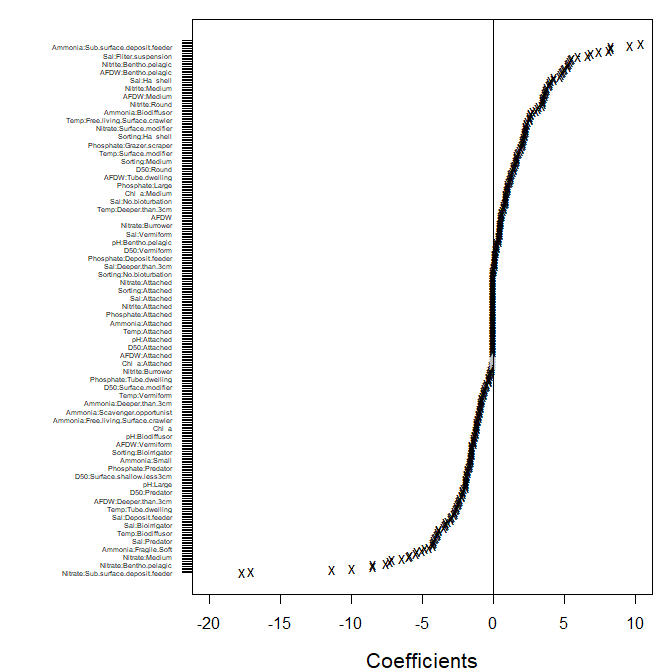 Ammonia:Sub.surface.deposit.feeder
Sal:Filter.suspension
Nitrite:Bentho.pelagic
AFDW:Bentho.pelagic
Sal:Ha shell
Nitrite:Medium
AFDW:Medium
Nitrite:Round
Ammonia:Biodiffusor
Temp:Free.living.Surface.crawler
Nitrate:Surface.modifier
Sorting:Ha shell
Phosphate:Grazer.scraper
Temp:Surface.modifier
Sorting:Medium
D50:Round
AFDW:Tube.dwelling
Phosphate:Large
Chl a:Medium
Sal:No.bioturbation
Temp:Deeper.than.3cm
AFDW
Nitrate:Burrower
Sal:Vermiform
pH:Bentho.pelagic
D50:Vermiform
Phosphate:Deposit.feeder
Sal:Deeper.than.3cm
Sorting:No.bioturbation
Nitrate:Attached
Sorting:Attached
Sal:Attached
Nitrite:Attached
Phosphate:Attached
Ammonia:Attached
Temp:Attached
pH:Attached
D50:Attached
AFDW:Attached
Chl a:Attached
Nitrite:Burrower
Phosphate:Tube.dwelling
D50:Surface.modifier
Temp:Vermiform
Ammonia:Deeper.than.3cm
Ammonia:Scavenger.opportunist
Ammonia:Free.living.Surface.crawler
Chl a
pH:Biodiffusor
AFDW:Vermiform
Sorting:Bioirrigator
Ammonia:Small
Phosphate:Predator
D50:Surface.shallow.less3cm
pH:Large
D50:Predator
AFDW:Deeper.than.3cm
Temp:Tube.dwelling
Sal:Deposit.feeder
Sal:Bioirrigator
Temp:Biodiffusor
Sal:Predator
Ammonia:Fragile.Soft
Nitrate:Medium
Nitrate:Bentho.pelagic
Nitrate:Sub.surface.deposit.feeder
-20 -15 -10 -5 0 5 10
Coefficients